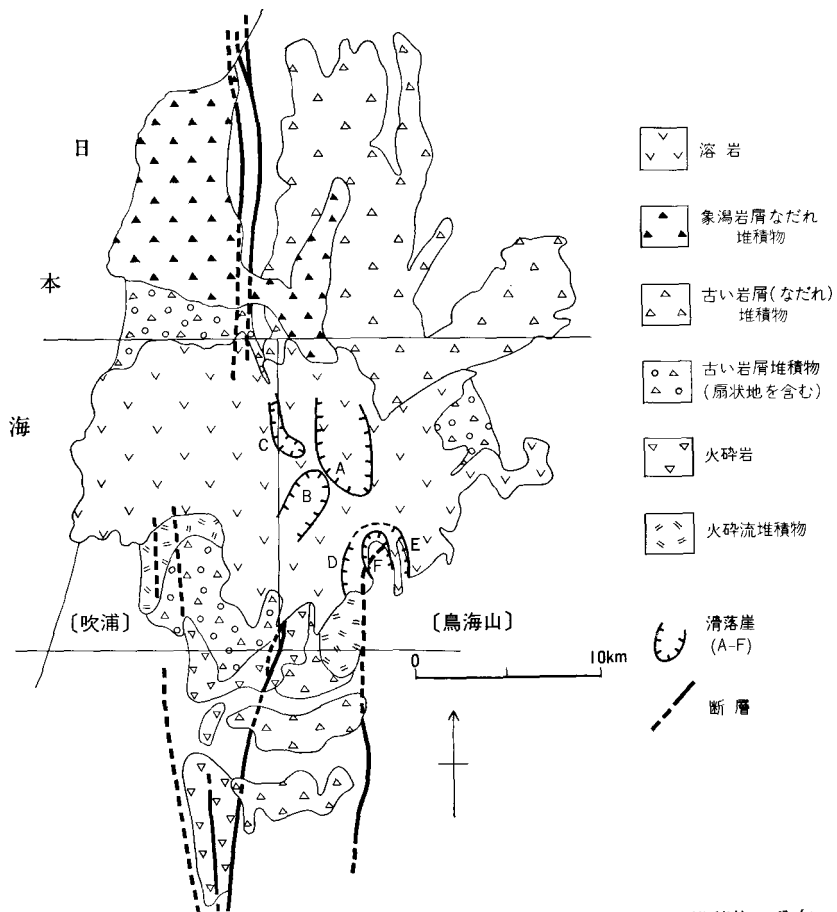 日
本
海
溶岩
象潟岩屑なだれ
堆積物
古い岩屑(なだれ)
堆積物
古い岩屑堆積物
(扇状地を含む)
火砕岩
火砕流堆積物
滑落崖
(A-F)
断層
C
A
B
D
E
F
〔吹浦〕
〔鳥海山〕
0
10km